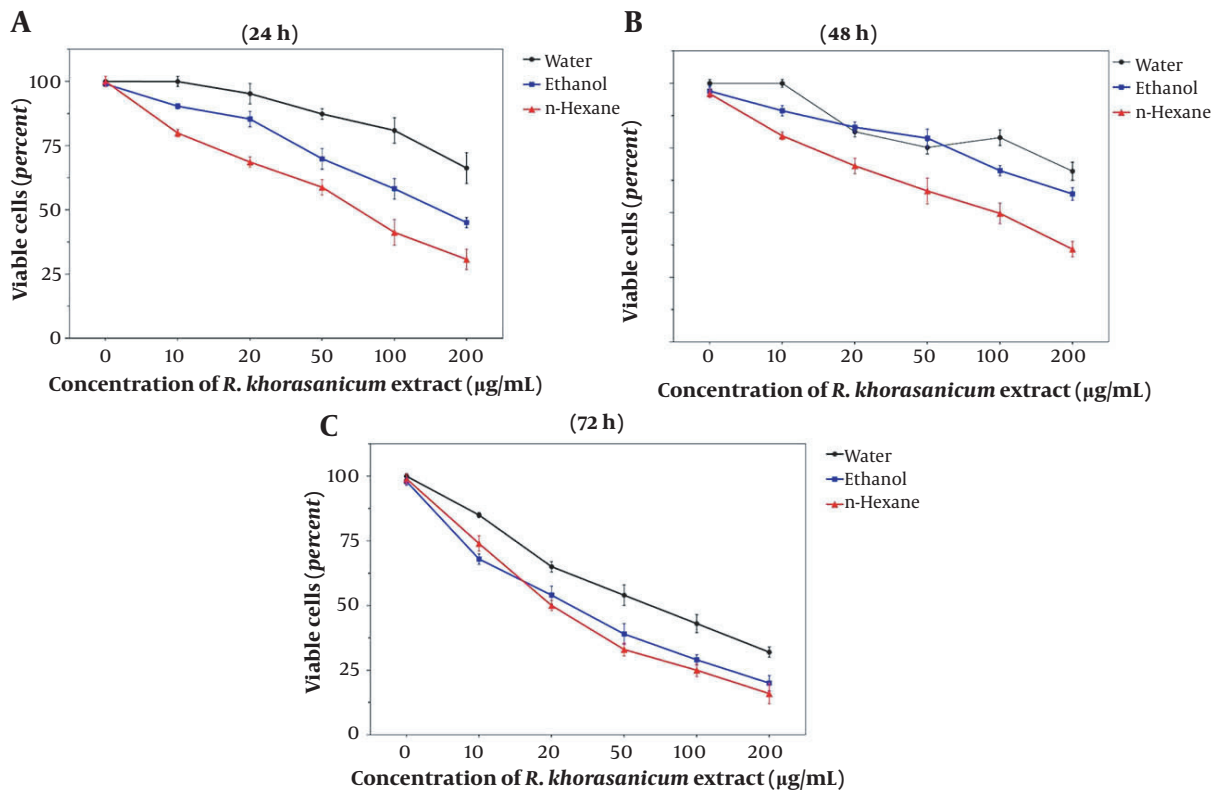 A
(24 h)
100
75
50
25
0
Viable cells (percent)
0 10 20 50 100 200
Concentration of R. khorasanicum extract (µg/mL)
Water
Ethanol
n-Hexane
B
(48 h)
Viable cells (percent)
0 10 20 50 100 200
Concentration of R. khorasanicum extract (µg/mL)
Water
Ethanol
n-Hexane
C
(72 h)
100
75
50
25
0
Viable cells (percent)
0 10 20 50 100 200
Concentration of R. khorasanicum extract (µg/mL)
Water
Ethanol
n-Hexane